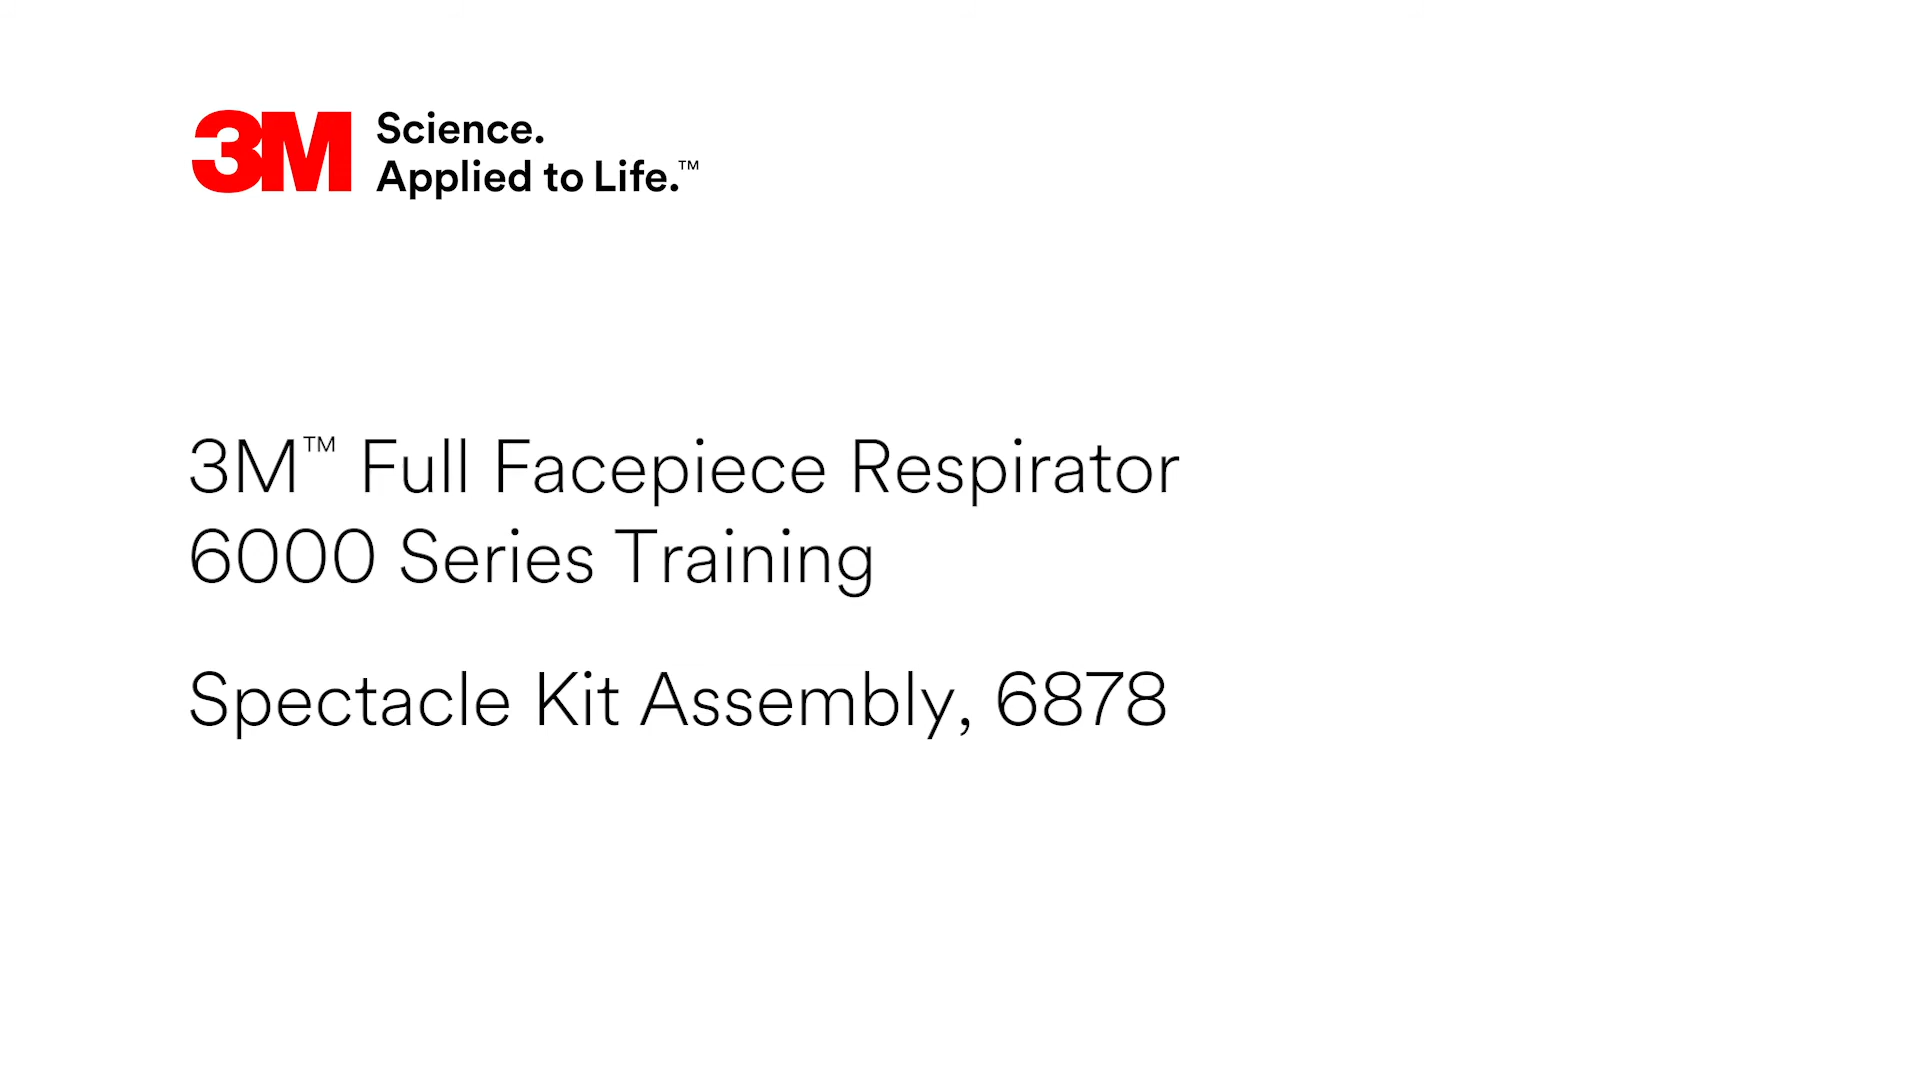 3M Science.
Applied to Life.™
3M™ Full Facepiece Respirator
6000 Series Training
Spectacle Kit Assembly, 6878